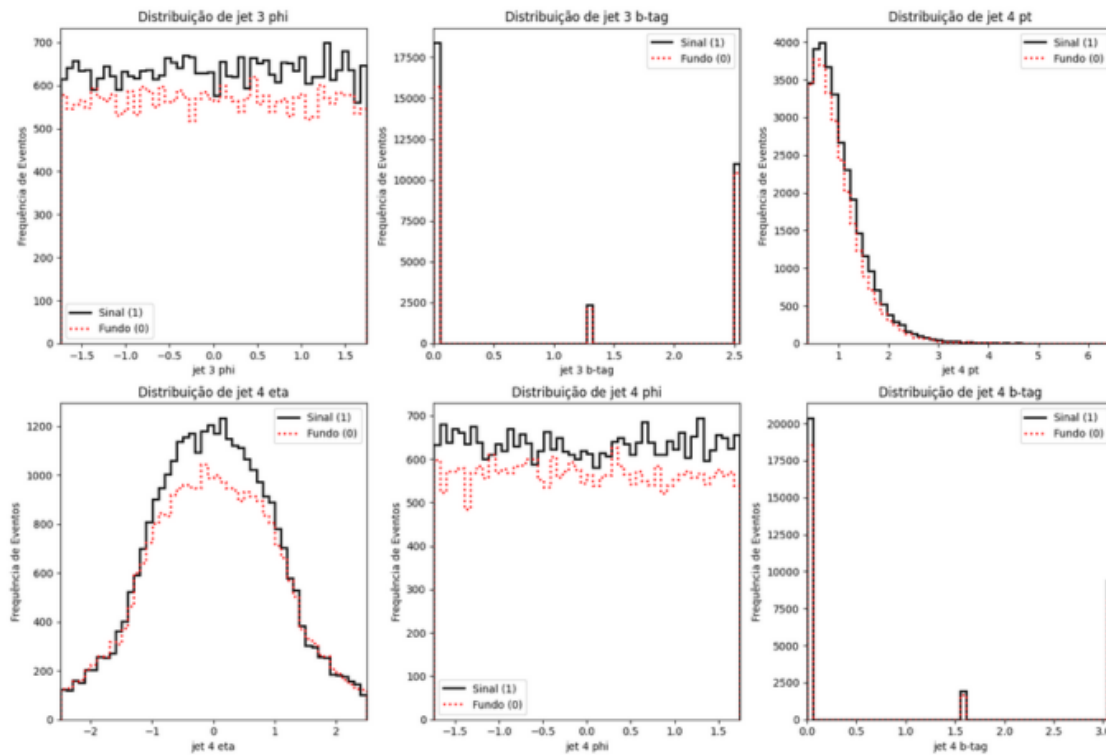 Distribuição de jet 3 phi
Frequência de Eventos
700
600
500
400
300
200
100
0
Sinal (1)
Fundo (0)
−1.5 −1.0 −0.5 0.0 0.5 1.0 1.5
jet 3 phi
Distribuição de jet 3 b-tag
Frequência de Eventos
17500
15000
12500
10000
7500
5000
2500
0
Sinal (1)
Fundo (0)
0.0 0.5 1.0 1.5 2.0 2.5
jet 3 b-tag
Distribuição de jet 4 pt
Frequência de Eventos
4000
3500
3000
2500
2000
1500
1000
500
0
Sinal (1)
Fundo (0)
1 2 3 4 5 6
jet 4 pt
Distribuição de jet 4 eta
Frequência de Eventos
1200
1000
800
600
400
200
0
Sinal (1)
Fundo (0)
−2 −1 0 1 2
jet 4 eta
Distribuição de jet 4 phi
Frequência de Eventos
700
600
500
400
300
200
100
0
Sinal (1)
Fundo (0)
−1.5 −1.0 −0.5 0.0 0.5 1.0 1.5
jet 4 phi
Distribuição de jet 4 b-tag
Frequência de Eventos
20000
17500
15000
12500
10000
7500
5000
2500
0
Sinal (1)
Fundo (0)
0.0 0.5 1.0 1.5 2.0 2.5 3.0
jet 4 b-tag